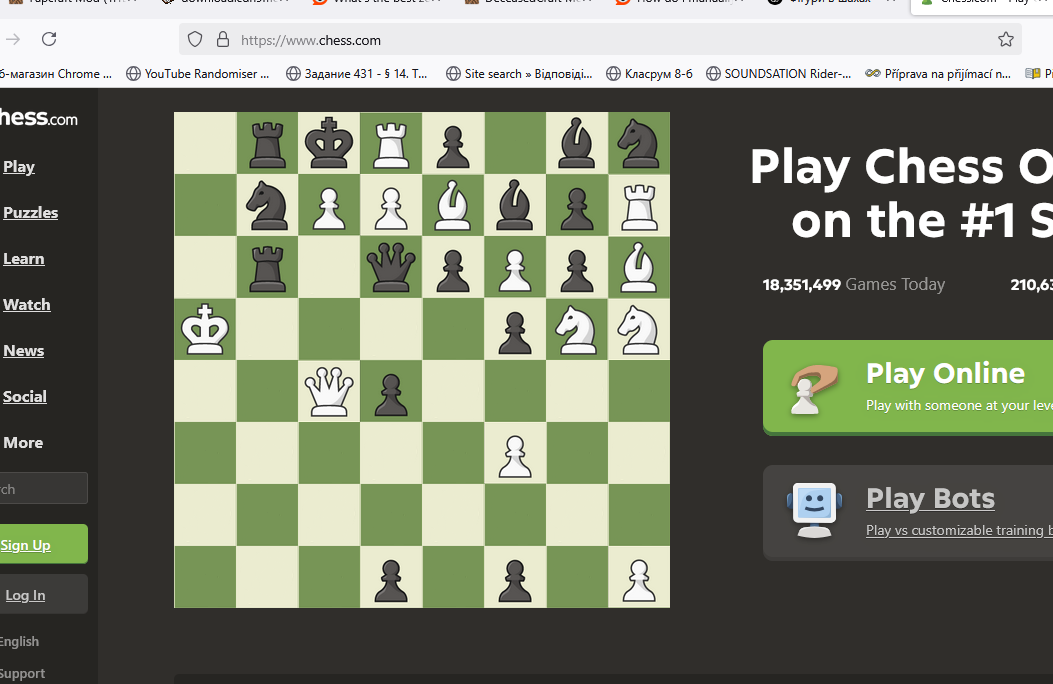 https://www.chess.com
б-магазин Chrome ... YouTube Randomiser ... Задание 431 - § 14. Т... Site search » Відповіді... Класрум 8-б SOUNDSATION Rider-... Příprava na přijímací n...
hess.com
Play
Puzzles
Learn
Watch
News
Social
More
rch
Sign Up
Log In
English
Support
Play Chess O
on the #1 S
18,351,499 Games Today 210,63
Play Online
Play with someone at your leve
Play Bots
Play vs customizable training b